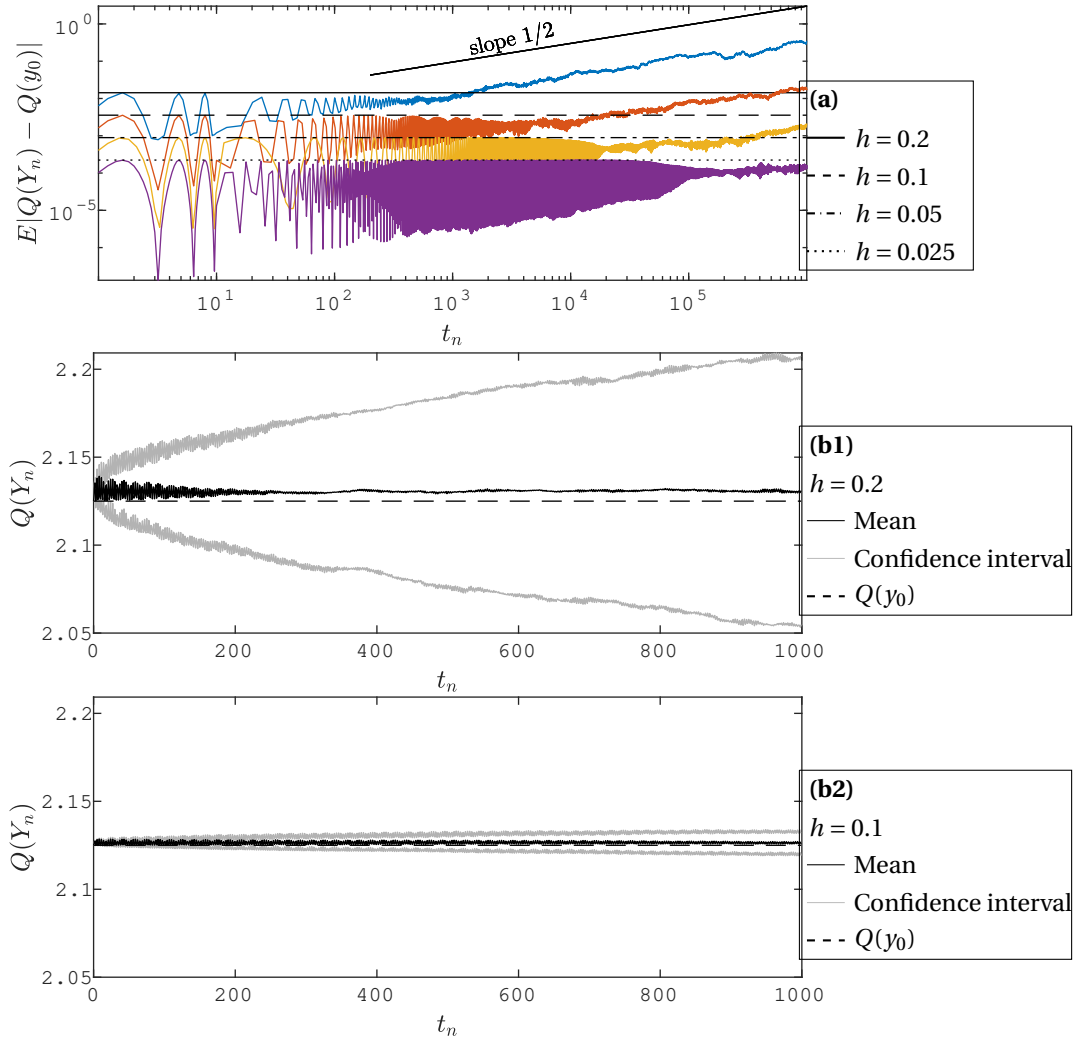 10^0
10^{-5}
E|Q(Y_n) − Q(y_0)|
slope 1/2
10^1 10^2 10^3 10^4 10^5
t_n
(a)
h = 0.2
h = 0.1
h = 0.05
h = 0.025
2.2
2.15
2.1
2.05
Q(Y_n)
0 200 400 600 800 1000
t_n
(b1)
h = 0.2
Mean
Confidence interval
Q(y_0)
2.2
2.15
2.1
2.05
Q(Y_n)
0 200 400 600 800 1000
t_n
(b2)
h = 0.1
Mean
Confidence interval
Q(y_0)